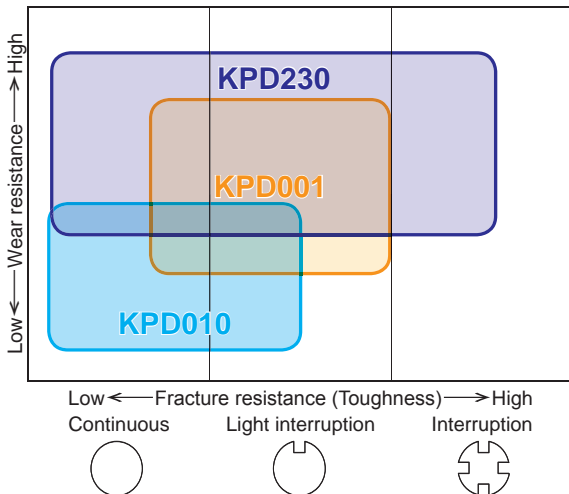 High
Wear resistance
Low
KPD230
KPD001
KPD010
Low Fracture resistance (Toughness) High
Continuous Light interruption Interruption